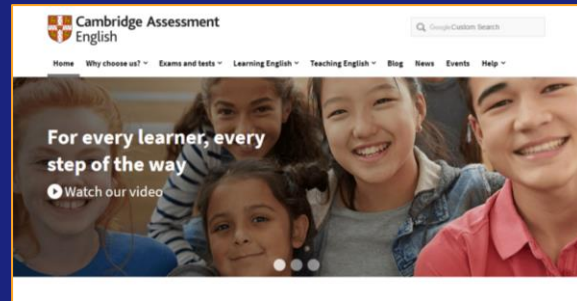 Cambridge Assessment
English
Google Custom Search
Home Why choose us? Exams and tests Learning English Teaching English Blog News Events Help
For every learner, every
step of the way
Watch our video